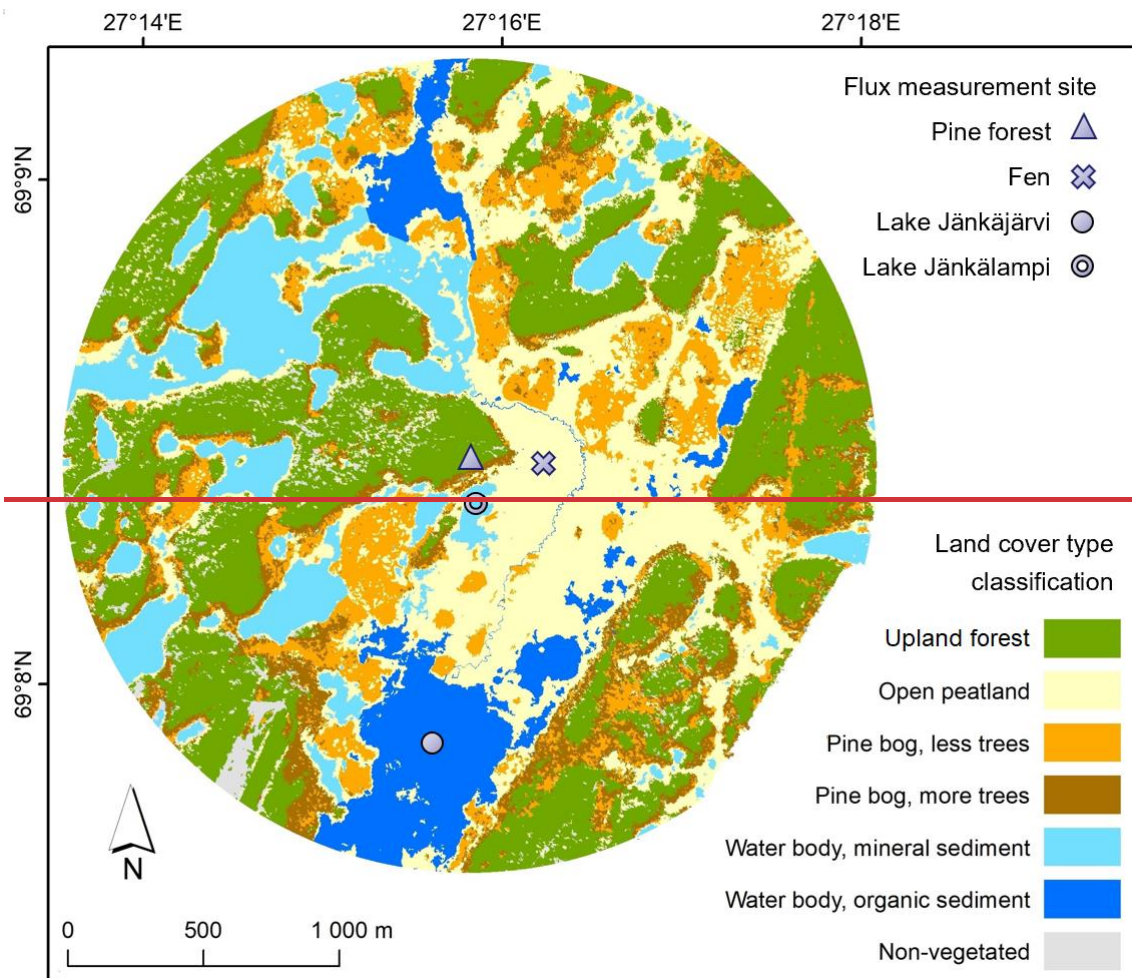 27°14'E
27°16'E
27°18'E
69°9'N
69°8'N
Flux measurement site
Pine forest
Fen
Lake Jänkäjärvi
Lake Jänkälampi
Land cover type
classification
Upland forest
Open peatland
Pine bog, less trees
Pine bog, more trees
Water body, mineral sediment
Water body, organic sediment
Non-vegetated
N
0 500 1 000 m